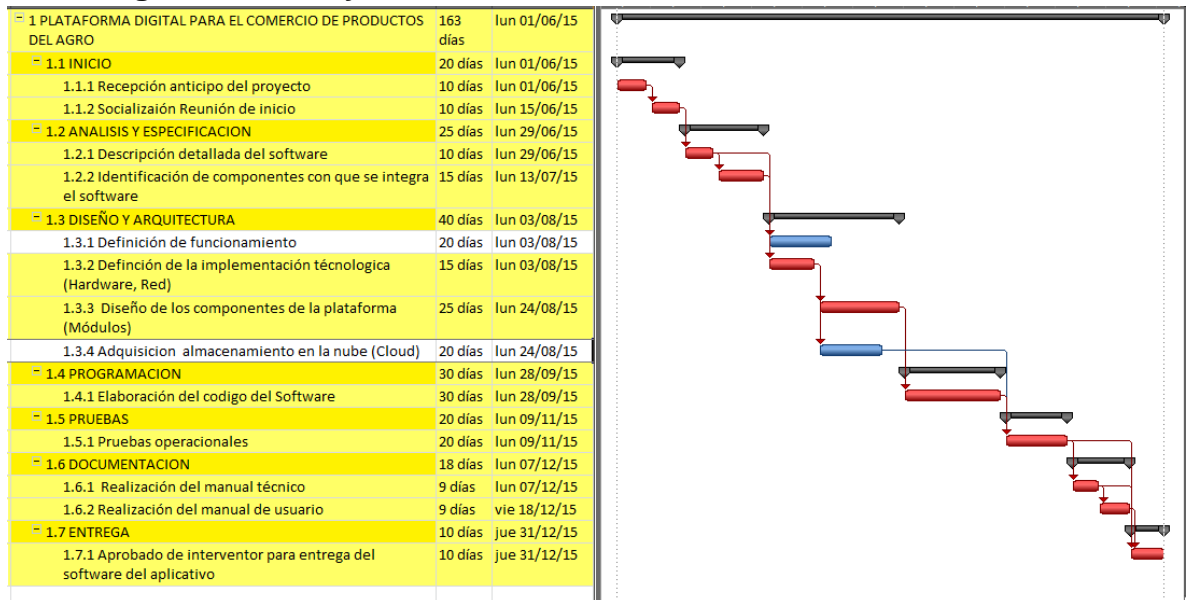 1 PLATAFORMA DIGITAL PARA EL COMERCIO DE PRODUCTOS DEL AGRO 163 días lun 01/06/15
1.1 INICIO 20 días lun 01/06/15
1.1.1 Recepción anticipo del proyecto 10 días lun 01/06/15
1.1.2 Socializaión Reunión de inicio 10 días lun 15/06/15
1.2 ANALISIS Y ESPECIFICACION 25 días lun 29/06/15
1.2.1 Descripción detallada del software 10 días lun 29/06/15
1.2.2 Identificación de componentes con que se integra el software 15 días lun 13/07/15
1.3 DISEÑO Y ARQUITECTURA 40 días lun 03/08/15
1.3.1 Definición de funcionamiento 20 días lun 03/08/15
1.3.2 Definción de la implementación técnologica (Hardware, Red) 15 días lun 03/08/15
1.3.3 Diseño de los componentes de la plataforma (Módulos) 25 días lun 24/08/15
1.3.4 Adquisicion almacenamiento en la nube (Cloud) 20 días lun 24/08/15
1.4 PROGRAMACION 30 días lun 28/09/15
1.4.1 Elaboración del codigo del Software 30 días lun 28/09/15
1.5 PRUEBAS 20 días lun 09/11/15
1.5.1 Pruebas operacionales 20 días lun 09/11/15
1.6 DOCUMENTACION 18 días lun 07/12/15
1.6.1 Realización del manual técnico 9 días lun 07/12/15
1.6.2 Realización del manual de usuario 9 días vie 18/12/15
1.7 ENTREGA 10 días jue 31/12/15
1.7.1 Aprobado de interventor para entrega del software del aplicativo 10 días jue 31/12/15